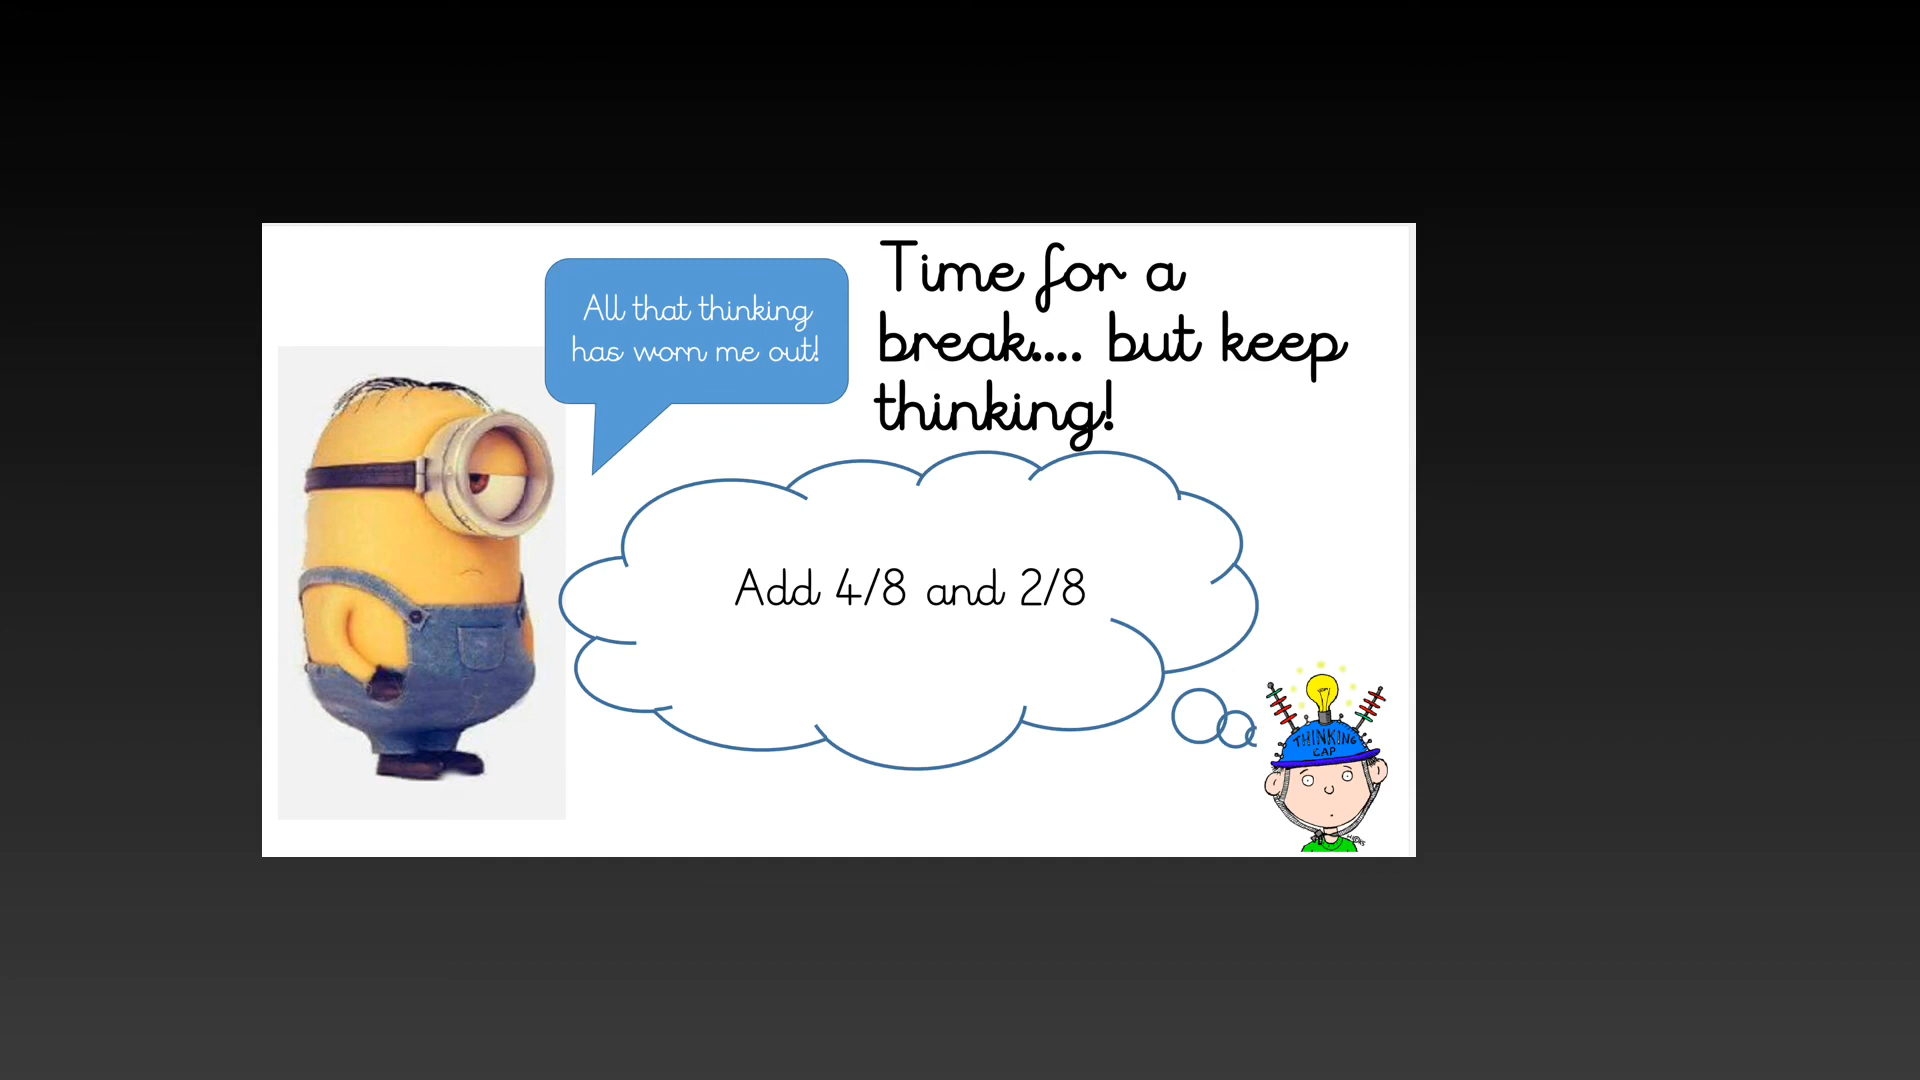 All that thinking
has worn me out!
Time for a
break.... but keep
thinking!
Add 4/8 and 2/8
THINKING
CAP